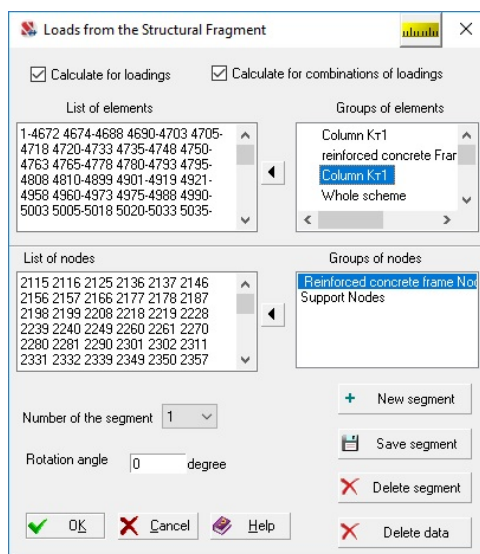 Loads from the Structural Fragment
Calculate for loadings
Calculate for combinations of loadings
List of elements
Groups of elements
1-4672 4674-4688 4690-4703 4705-
4718 4720-4733 4735-4748 4750-
4763 4765-4778 4780-4793 4795-
4808 4810-4899 4901-4919 4921-
4958 4960-4973 4975-4988 4990-
5003 5005-5018 5020-5033 5035-
Column Кт1
reinforced concrete Frar
Column Кт1
Whole scheme
List of nodes
Groups of nodes
2115 2116 2125 2136 2137 2146
2156 2157 2166 2177 2178 2187
2198 2199 2208 2218 2219 2228
2239 2240 2249 2260 2261 2270
2280 2281 2290 2301 2302 2311
2331 2332 2339 2349 2350 2357
Reinforced concrete frame Noc
Support Nodes
Number of the segment 1
Rotation angle 0 degree
New segment
Save segment
Delete segment
Delete data
OK
Cancel
Help